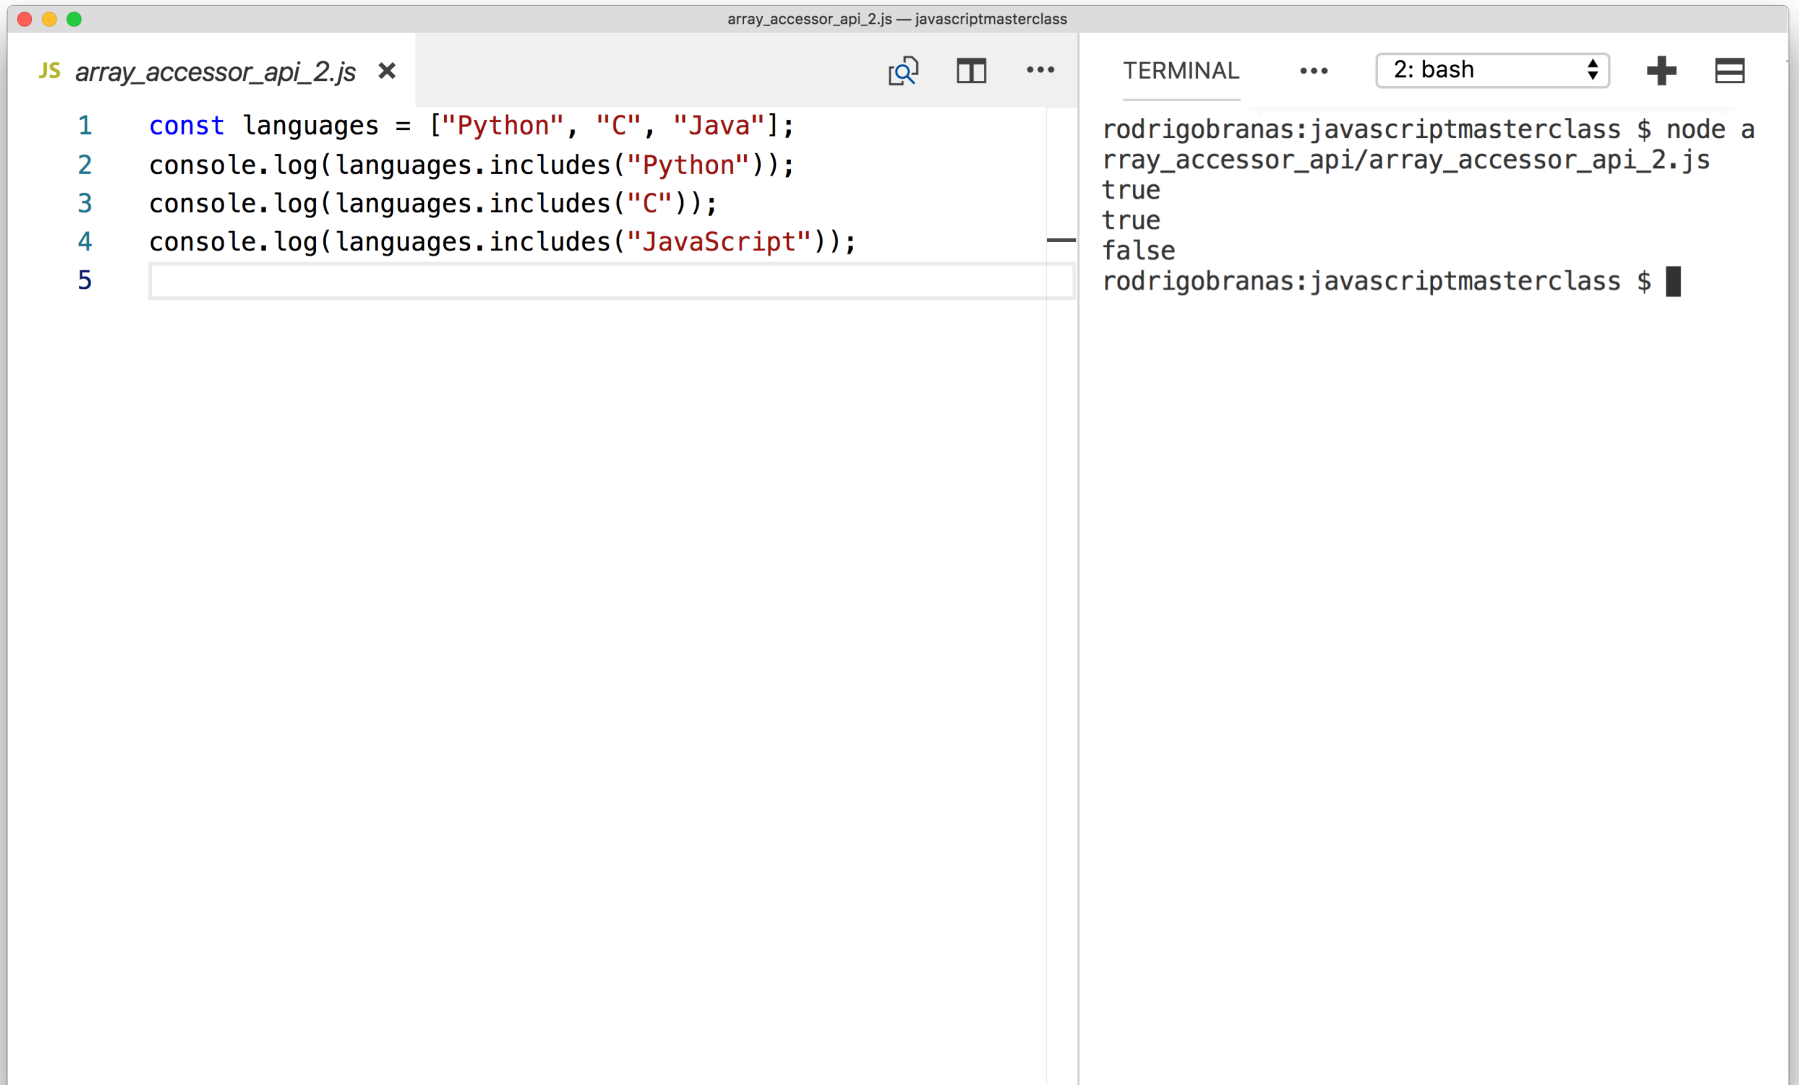 array_accessor_api_2.js — javascriptmasterclass
JS array_accessor_api_2.js
1 const languages = ["Python", "C", "Java"];
2 console.log(languages.includes("Python"));
3 console.log(languages.includes("C"));
4 console.log(languages.includes("JavaScript"));
5
TERMINAL
2: bash
rodrigobranas:javascriptmasterclass $ node a
rray_accessor_api/array_accessor_api_2.js
true
true
false
rodrigobranas:javascriptmasterclass $